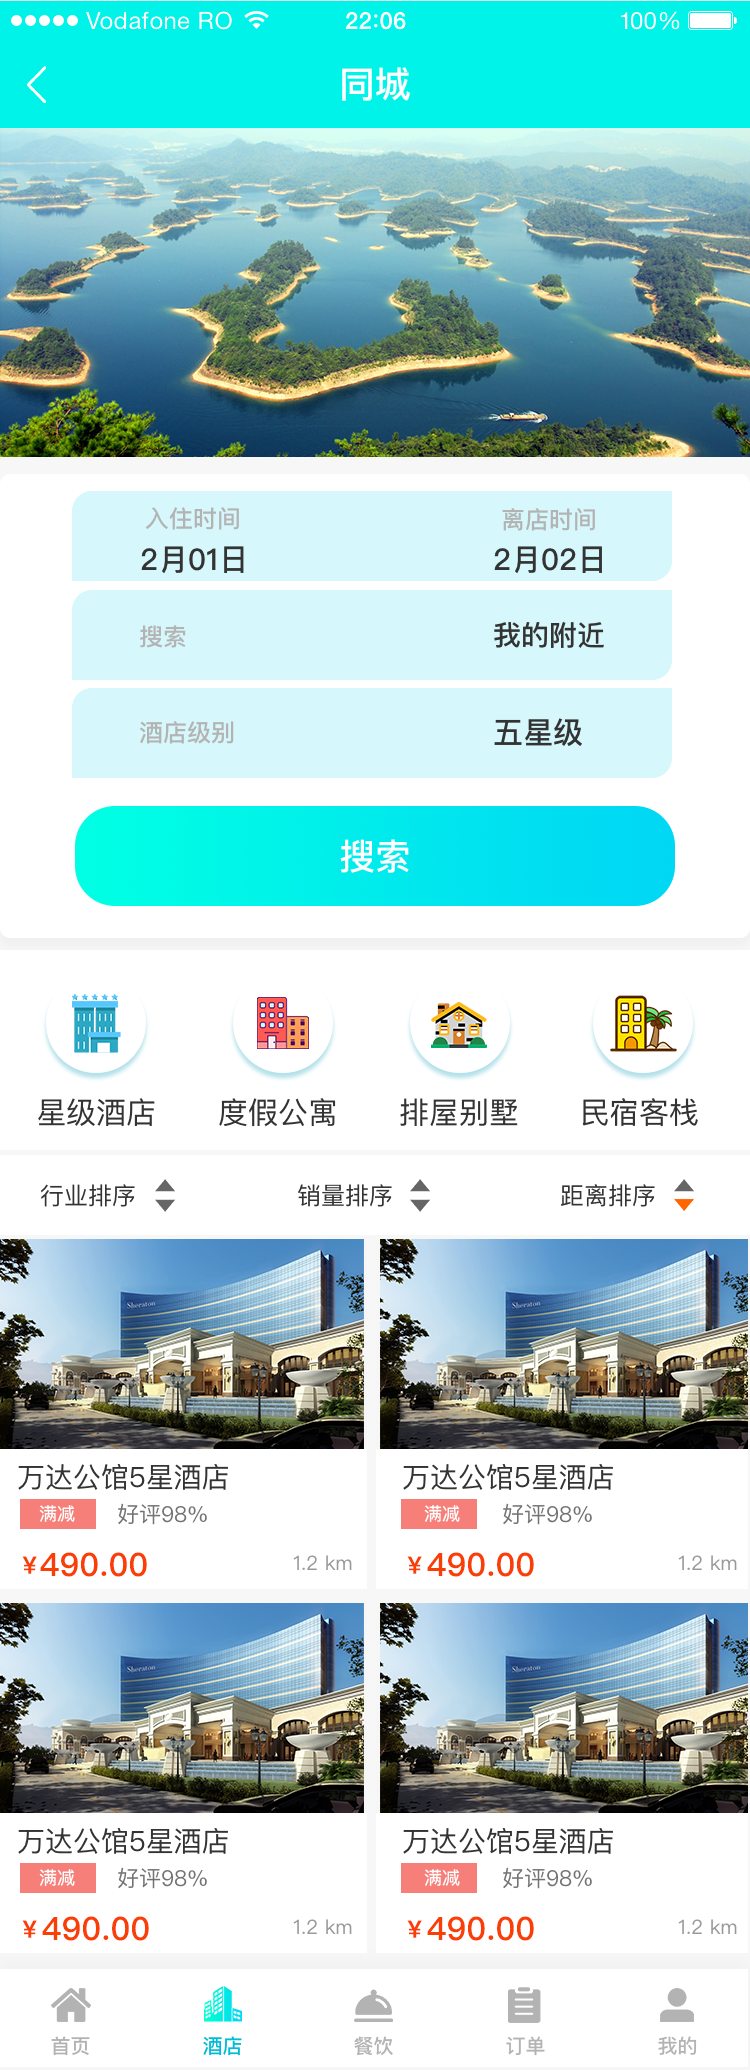 Vodafone RO 22:06 100%
同城
入住时间 离店时间
2月01日 2月02日
搜索 我的附近
酒店级别 五星级
搜索
星级酒店 度假公寓 排屋别墅 民宿客栈
行业排序 销量排序 距离排序
Sheraton Sheraton
万达公馆5星酒店 万达公馆5星酒店
满减 好评98% 满减 好评98%
¥490.00 1.2 km ¥490.00 1.2 km
Sheraton Sheraton
万达公馆5星酒店 万达公馆5星酒店
满减 好评98% 满减 好评98%
¥490.00 1.2 km ¥490.00 1.2 km
首页 酒店 餐饮 订单 我的